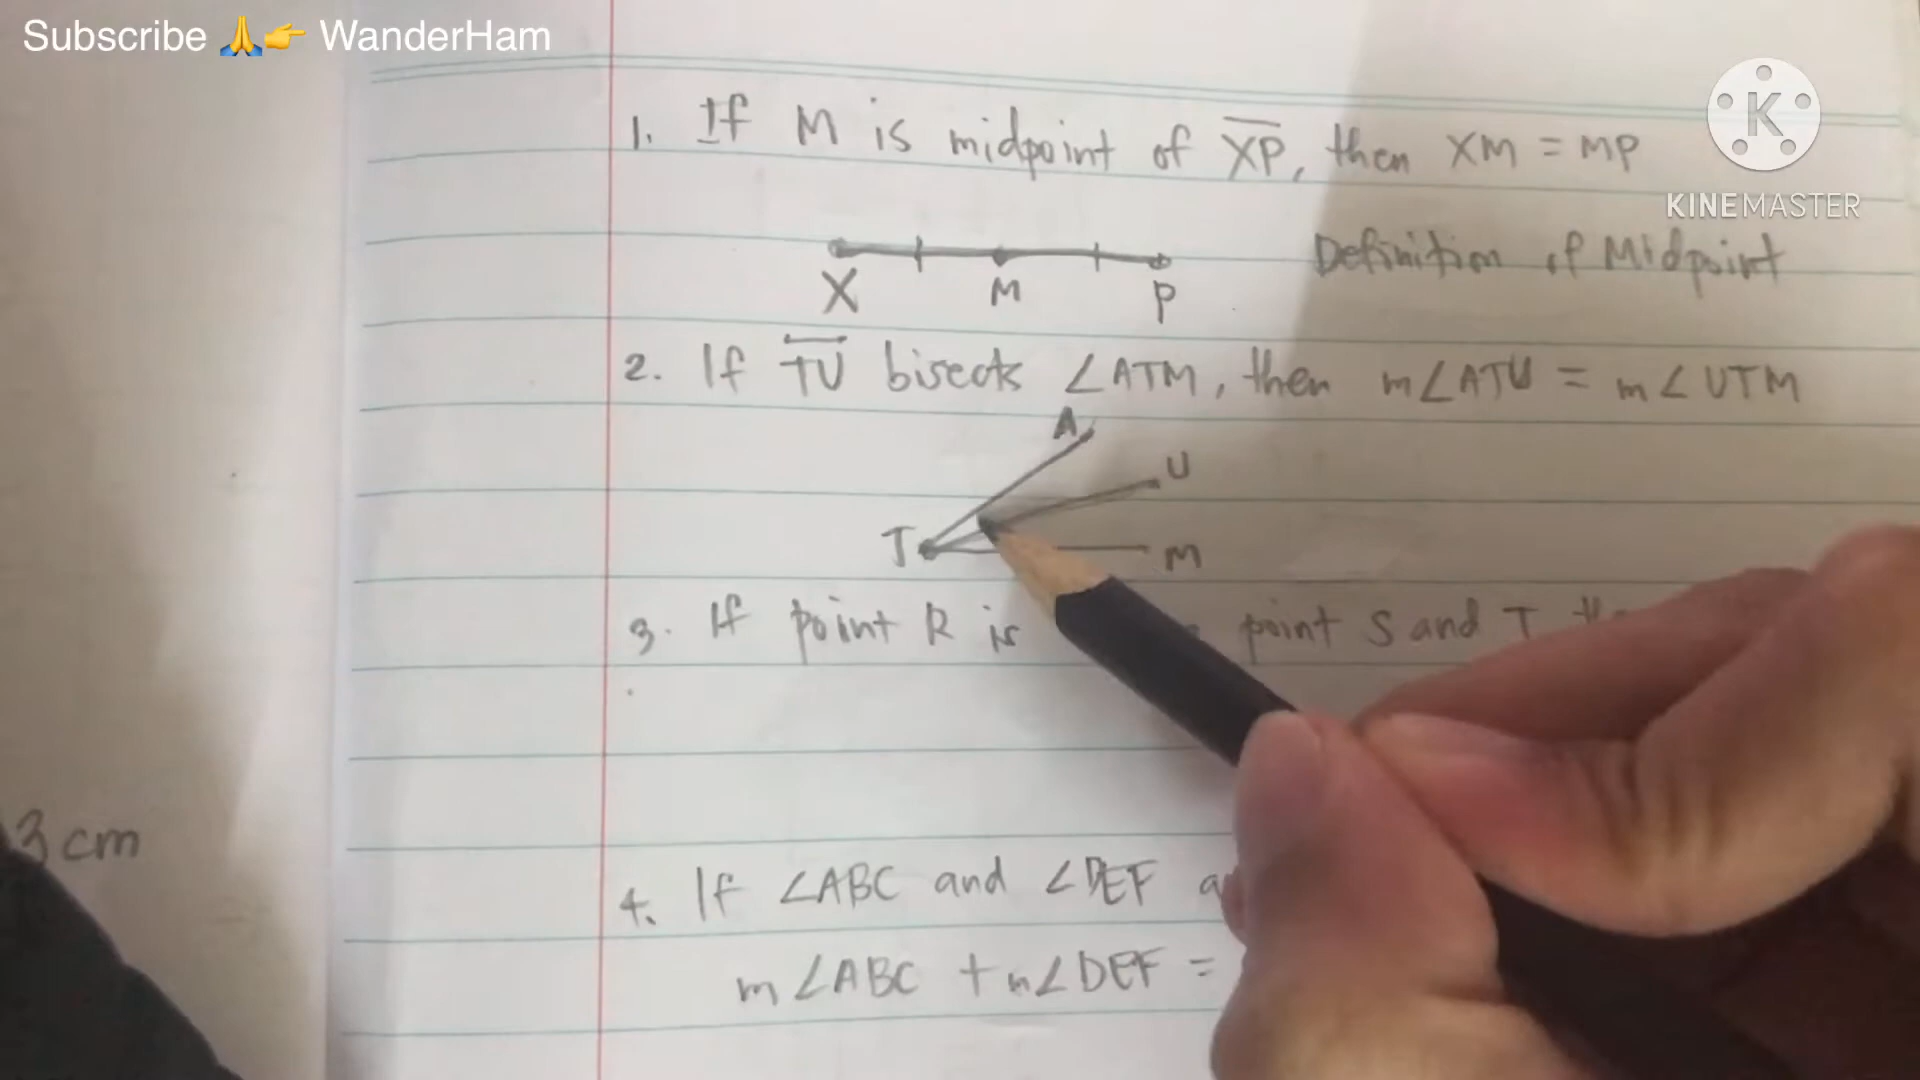 Subscribe 🙏👉 WanderHam
K
KINEMASTER
1. If M is midpoint of XP, then XM = MP
X M P
Definition of Midpoint
2. If TU bisects ∠ATM, then m∠ATU = m∠UTM
A
U
T M
3. If point R is point S and T
3 cm
4. If ∠ABC and ∠DEF
m∠ABC + m∠DEF =